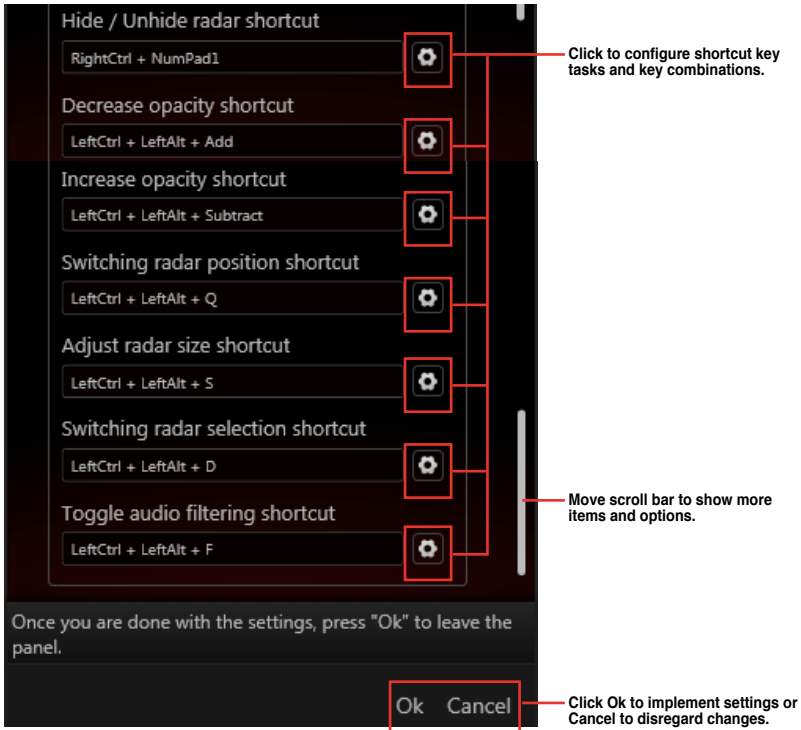 Hide / Unhide radar shortcut
RightCtrl + NumPad1
Click to configure shortcut key
tasks and key combinations.
Decrease opacity shortcut
LeftCtrl + LeftAlt + Add
Increase opacity shortcut
LeftCtrl + LeftAlt + Subtract
Switching radar position shortcut
LeftCtrl + LeftAlt + Q
Adjust radar size shortcut
LeftCtrl + LeftAlt + S
Switching radar selection shortcut
LeftCtrl + LeftAlt + D
Move scroll bar to show more
items and options.
Toggle audio filtering shortcut
LeftCtrl + LeftAlt + F
Once you are done with the settings, press "Ok" to leave the
panel.
Ok Cancel
Click Ok to implement settings or
Cancel to disregard changes.